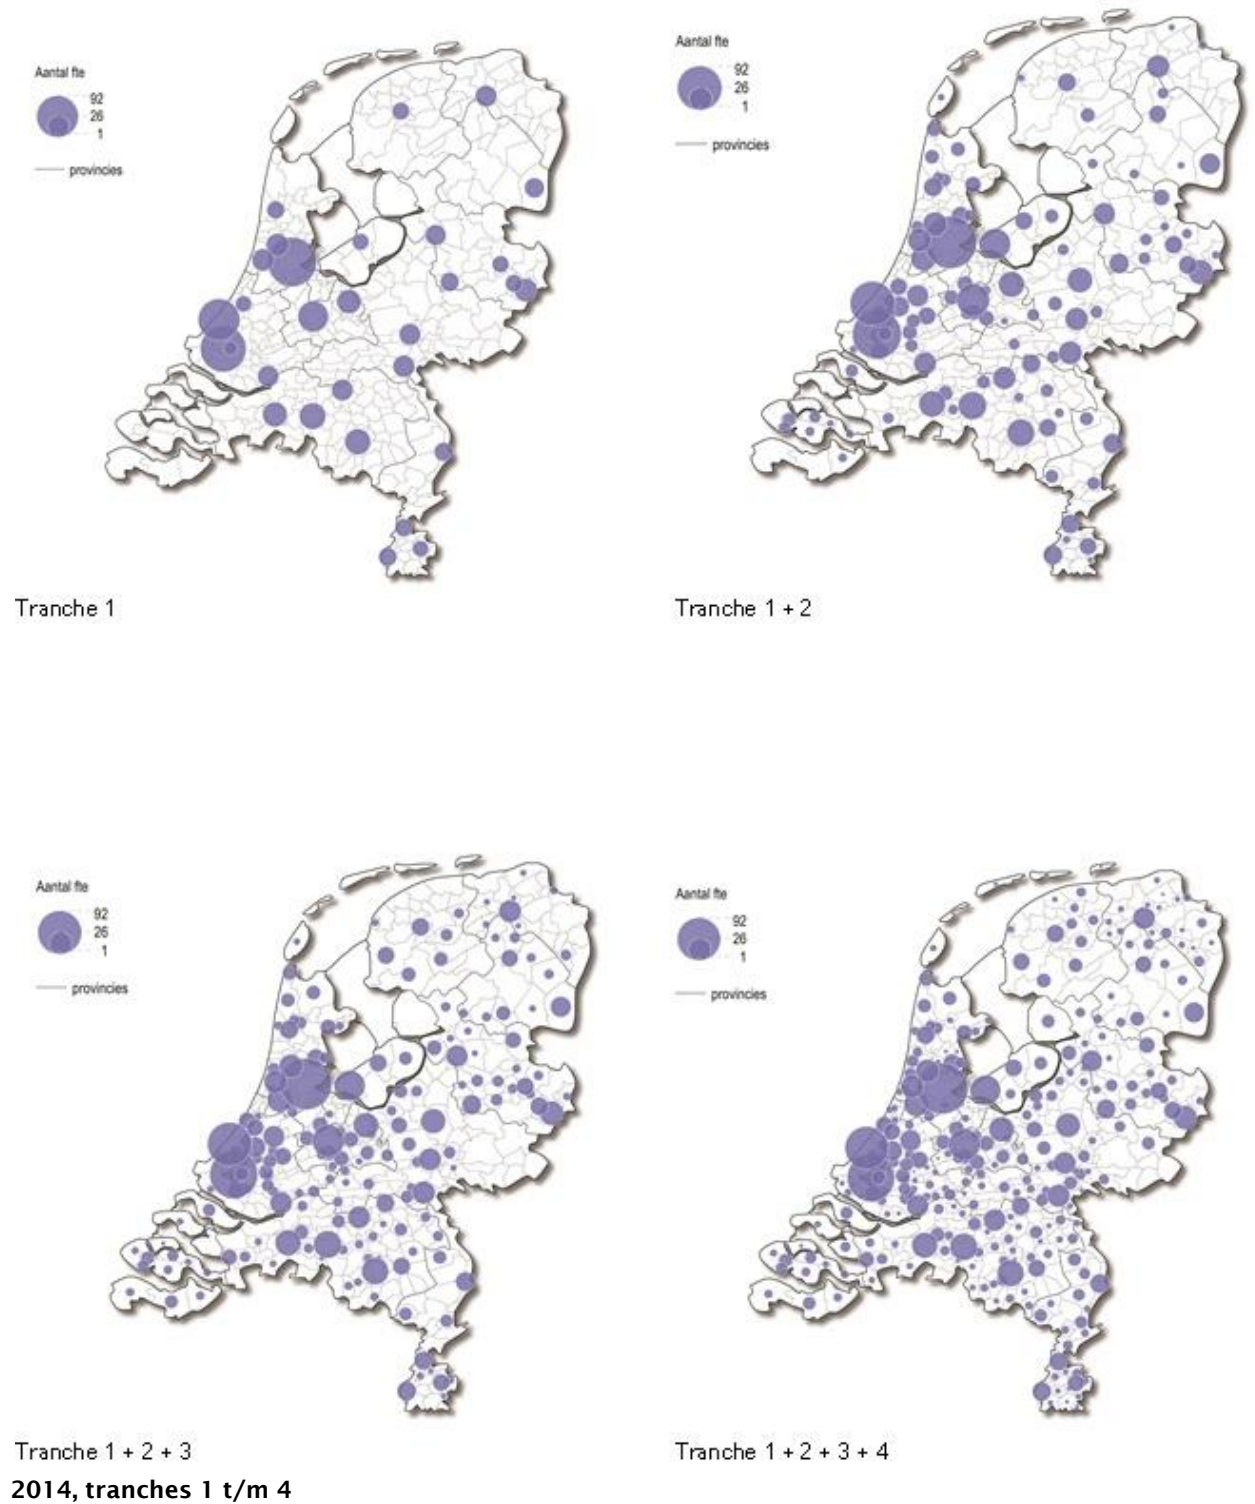 Aantal fte
92
26
1
provincies
Tranche 1
Aantal fte
92
26
1
provincies
Tranche 1 + 2
Aantal fte
92
26
1
provincies
Tranche 1 + 2 + 3
Aantal fte
92
26
1
provincies
Tranche 1 + 2 + 3 + 4
2014, tranches 1 t/m 4